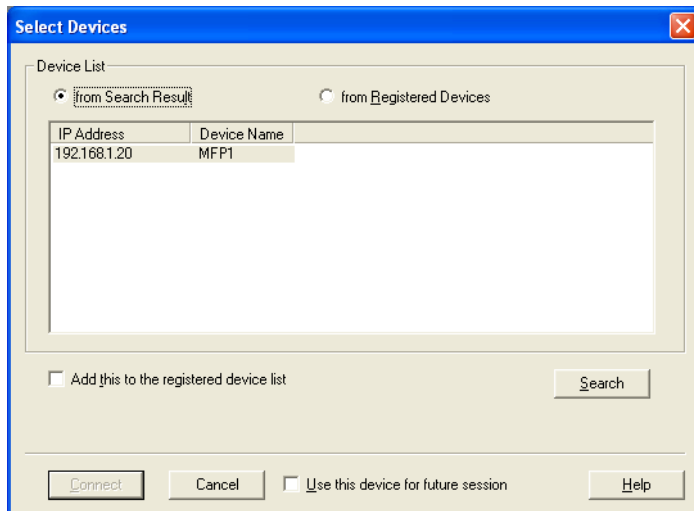 Select Devices
Device List
from Search Result
from Registered Devices
IP Address Device Name
192.168.1.20 MFP1
Add this to the registered device list
Search
Connect Cancel Use this device for future session Help